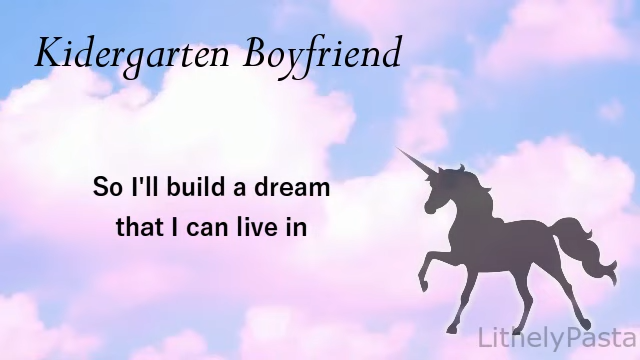 Kidergarten Boyfriend
So I'll build a dream
that I can live in
LithelyPasta